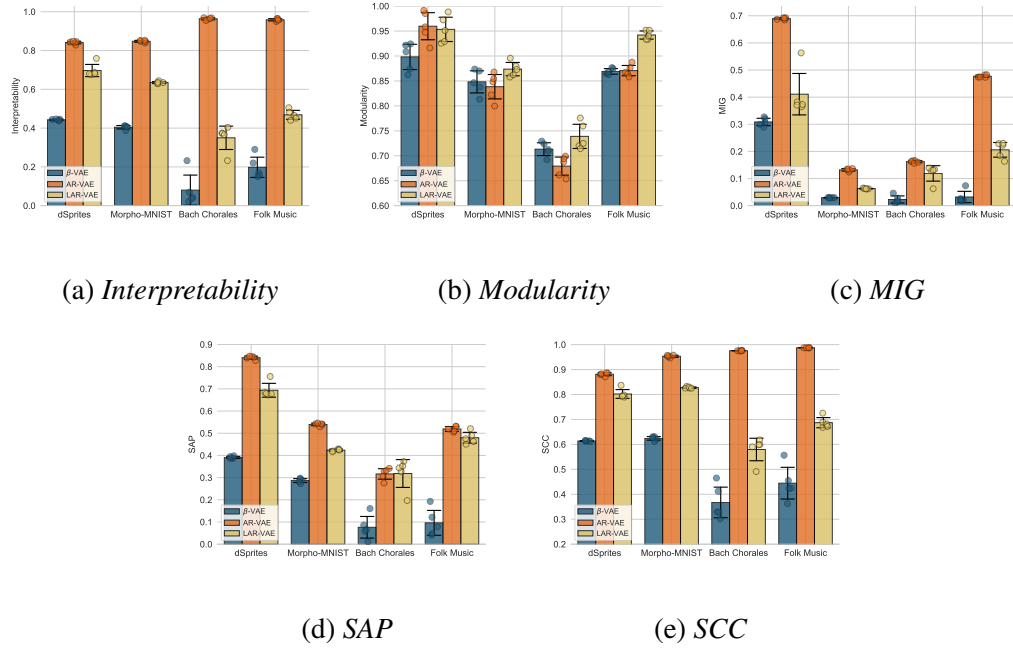 1.0
0.8
0.6
0.4
0.2
0.0
Interpretability
β-VAE
AR-VAE
LAR-VAE
dSprites Morpho-MNIST Bach Chorales Folk Music
(a) Interpretability
1.00
0.95
0.90
0.85
0.80
0.75
0.70
0.65
0.60
Modularity
β-VAE
AR-VAE
LAR-VAE
dSprites Morpho-MNIST Bach Chorales Folk Music
(b) Modularity
0.7
0.6
0.5
0.4
0.3
0.2
0.1
0.0
MIG
β-VAE
AR-VAE
LAR-VAE
dSprites Morpho-MNIST Bach Chorales Folk Music
(c) MIG
0.9
0.8
0.7
0.6
0.5
0.4
0.3
0.2
0.1
0.0
SAP
β-VAE
AR-VAE
LAR-VAE
dSprites Morpho-MNIST Bach Chorales Folk Music
(d) SAP
1.0
0.9
0.8
0.7
0.6
0.5
0.4
0.3
0.2
SCC
β-VAE
AR-VAE
LAR-VAE
dSprites Morpho-MNIST Bach Chorales Folk Music
(e) SCC